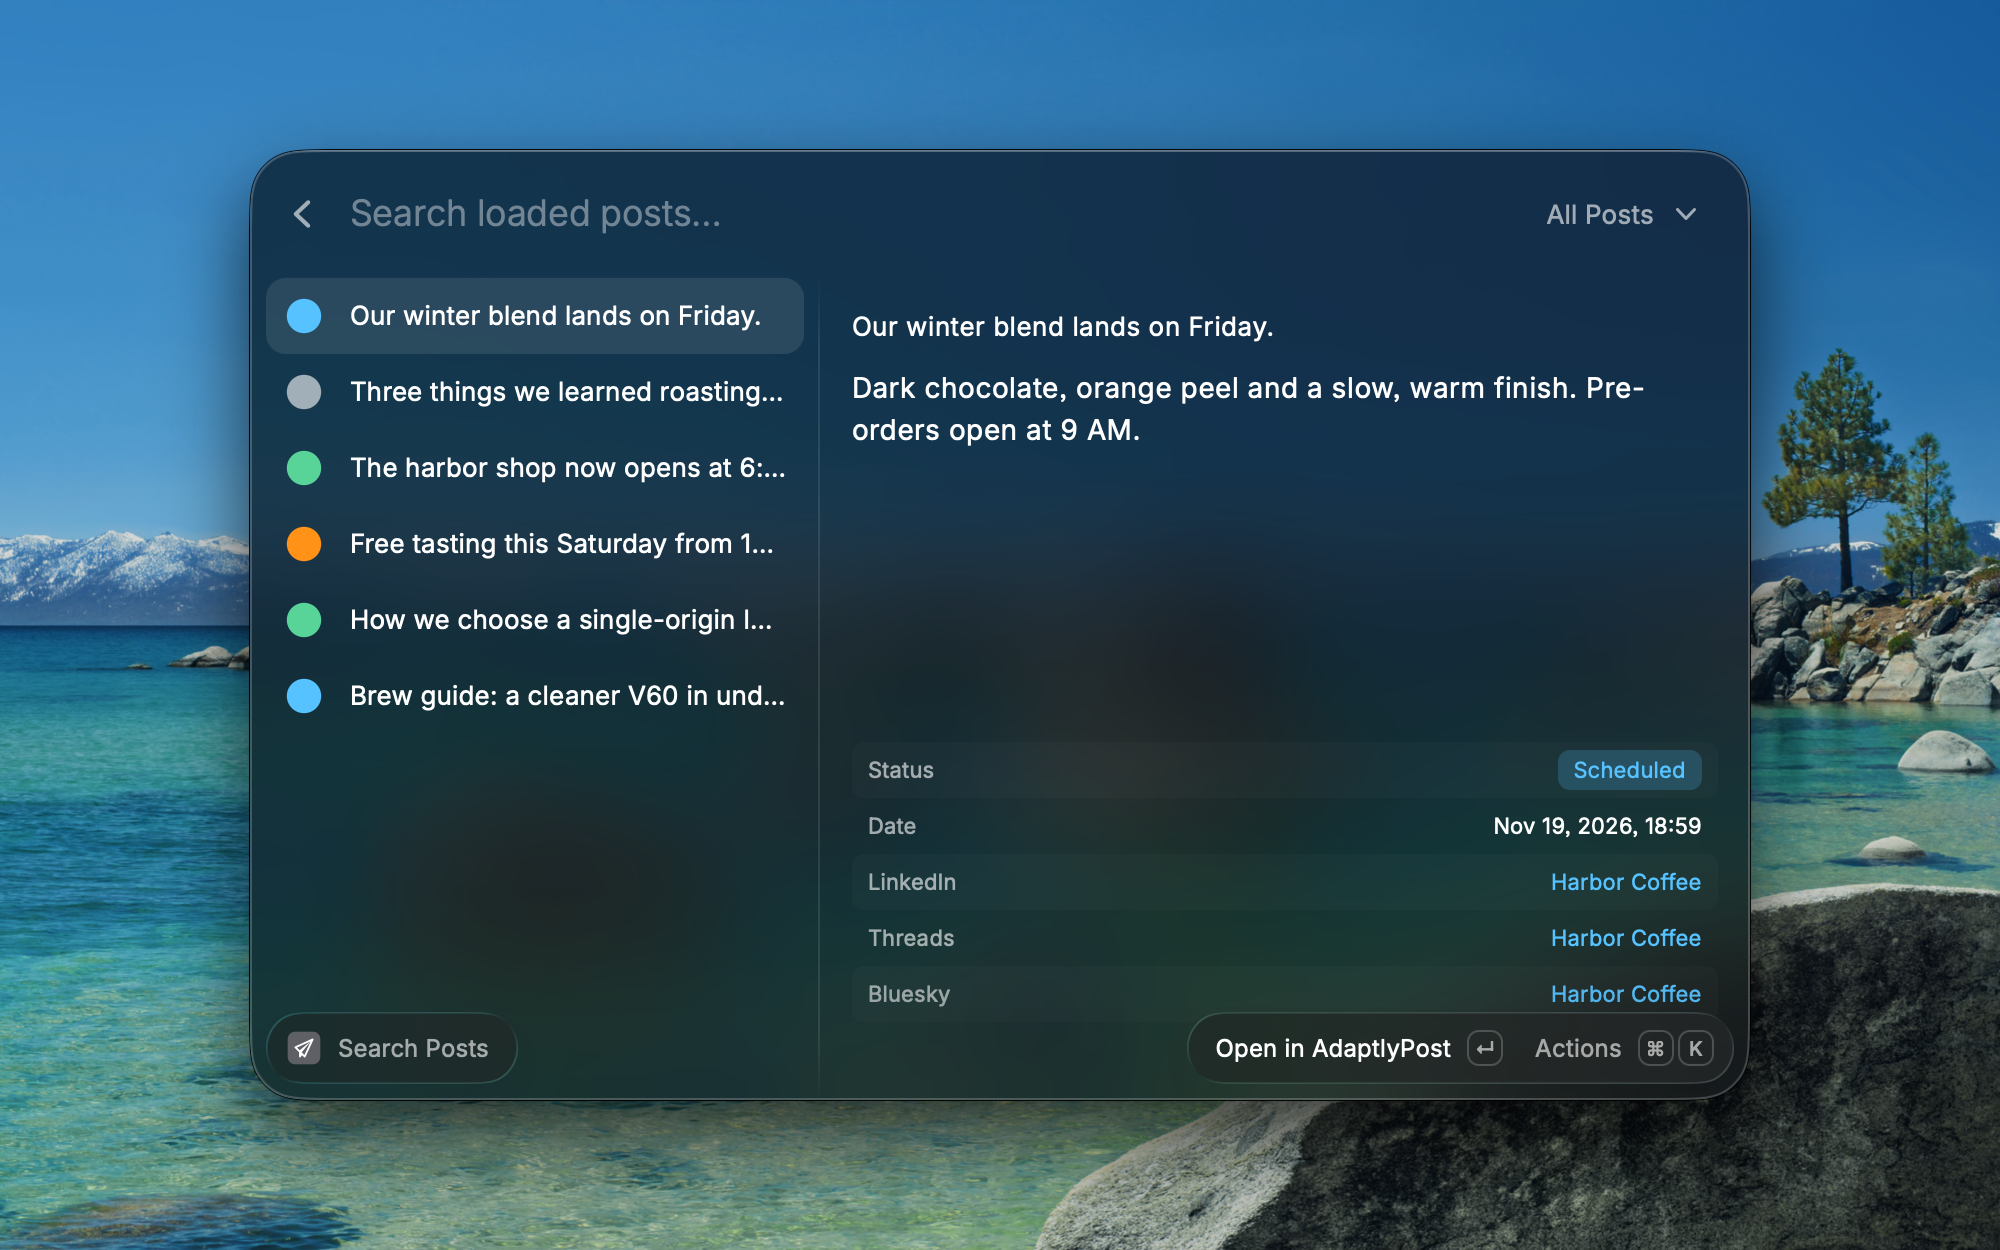 Search loaded posts...
All Posts
Our winter blend lands on Friday.
Three things we learned roasting...
The harbor shop now opens at 6:...
Free tasting this Saturday from 1...
How we choose a single-origin l...
Brew guide: a cleaner V60 in und...
Our winter blend lands on Friday.
Dark chocolate, orange peel and a slow, warm finish. Pre-
orders open at 9 AM.
Status Scheduled
Date Nov 19, 2026, 18:59
LinkedIn Harbor Coffee
Threads Harbor Coffee
Bluesky Harbor Coffee
Search Posts
Open in AdaptlyPost ↵ Actions ⌘ K